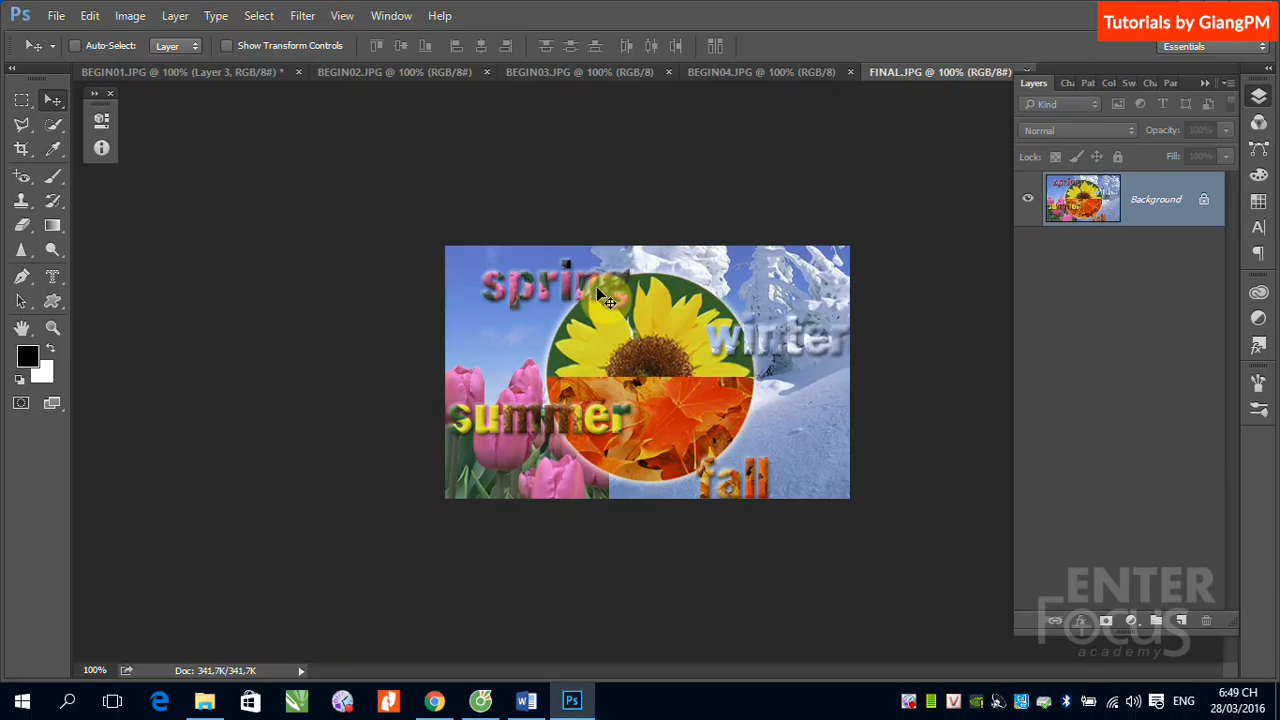 Ps File Edit Image Layer Type Select Filter View Window Help
Tutorials by GiangPM
Auto-Select: Layer Show Transform Controls
Essentials
BEGIN01.JPG @ 100% (Layer 3, RGB/8#) * BEGIN02.JPG @ 100% (RGB/8#) BEGIN03.JPG @ 100% (RGB/8) BEGIN04.JPG @ 100% (RGB/8) FINAL.JPG @ 100% (RGB/8#)
Layers Cha Pat Col Sw Cha Par
Kind
Normal Opacity: 100%
Lock: Fill: 100%
Background
spring
winter
summer
fall
ENTER
FOCUS
academy
100% Doc: 341,7K/341,7K
6:49 CH
ENG
28/03/2016